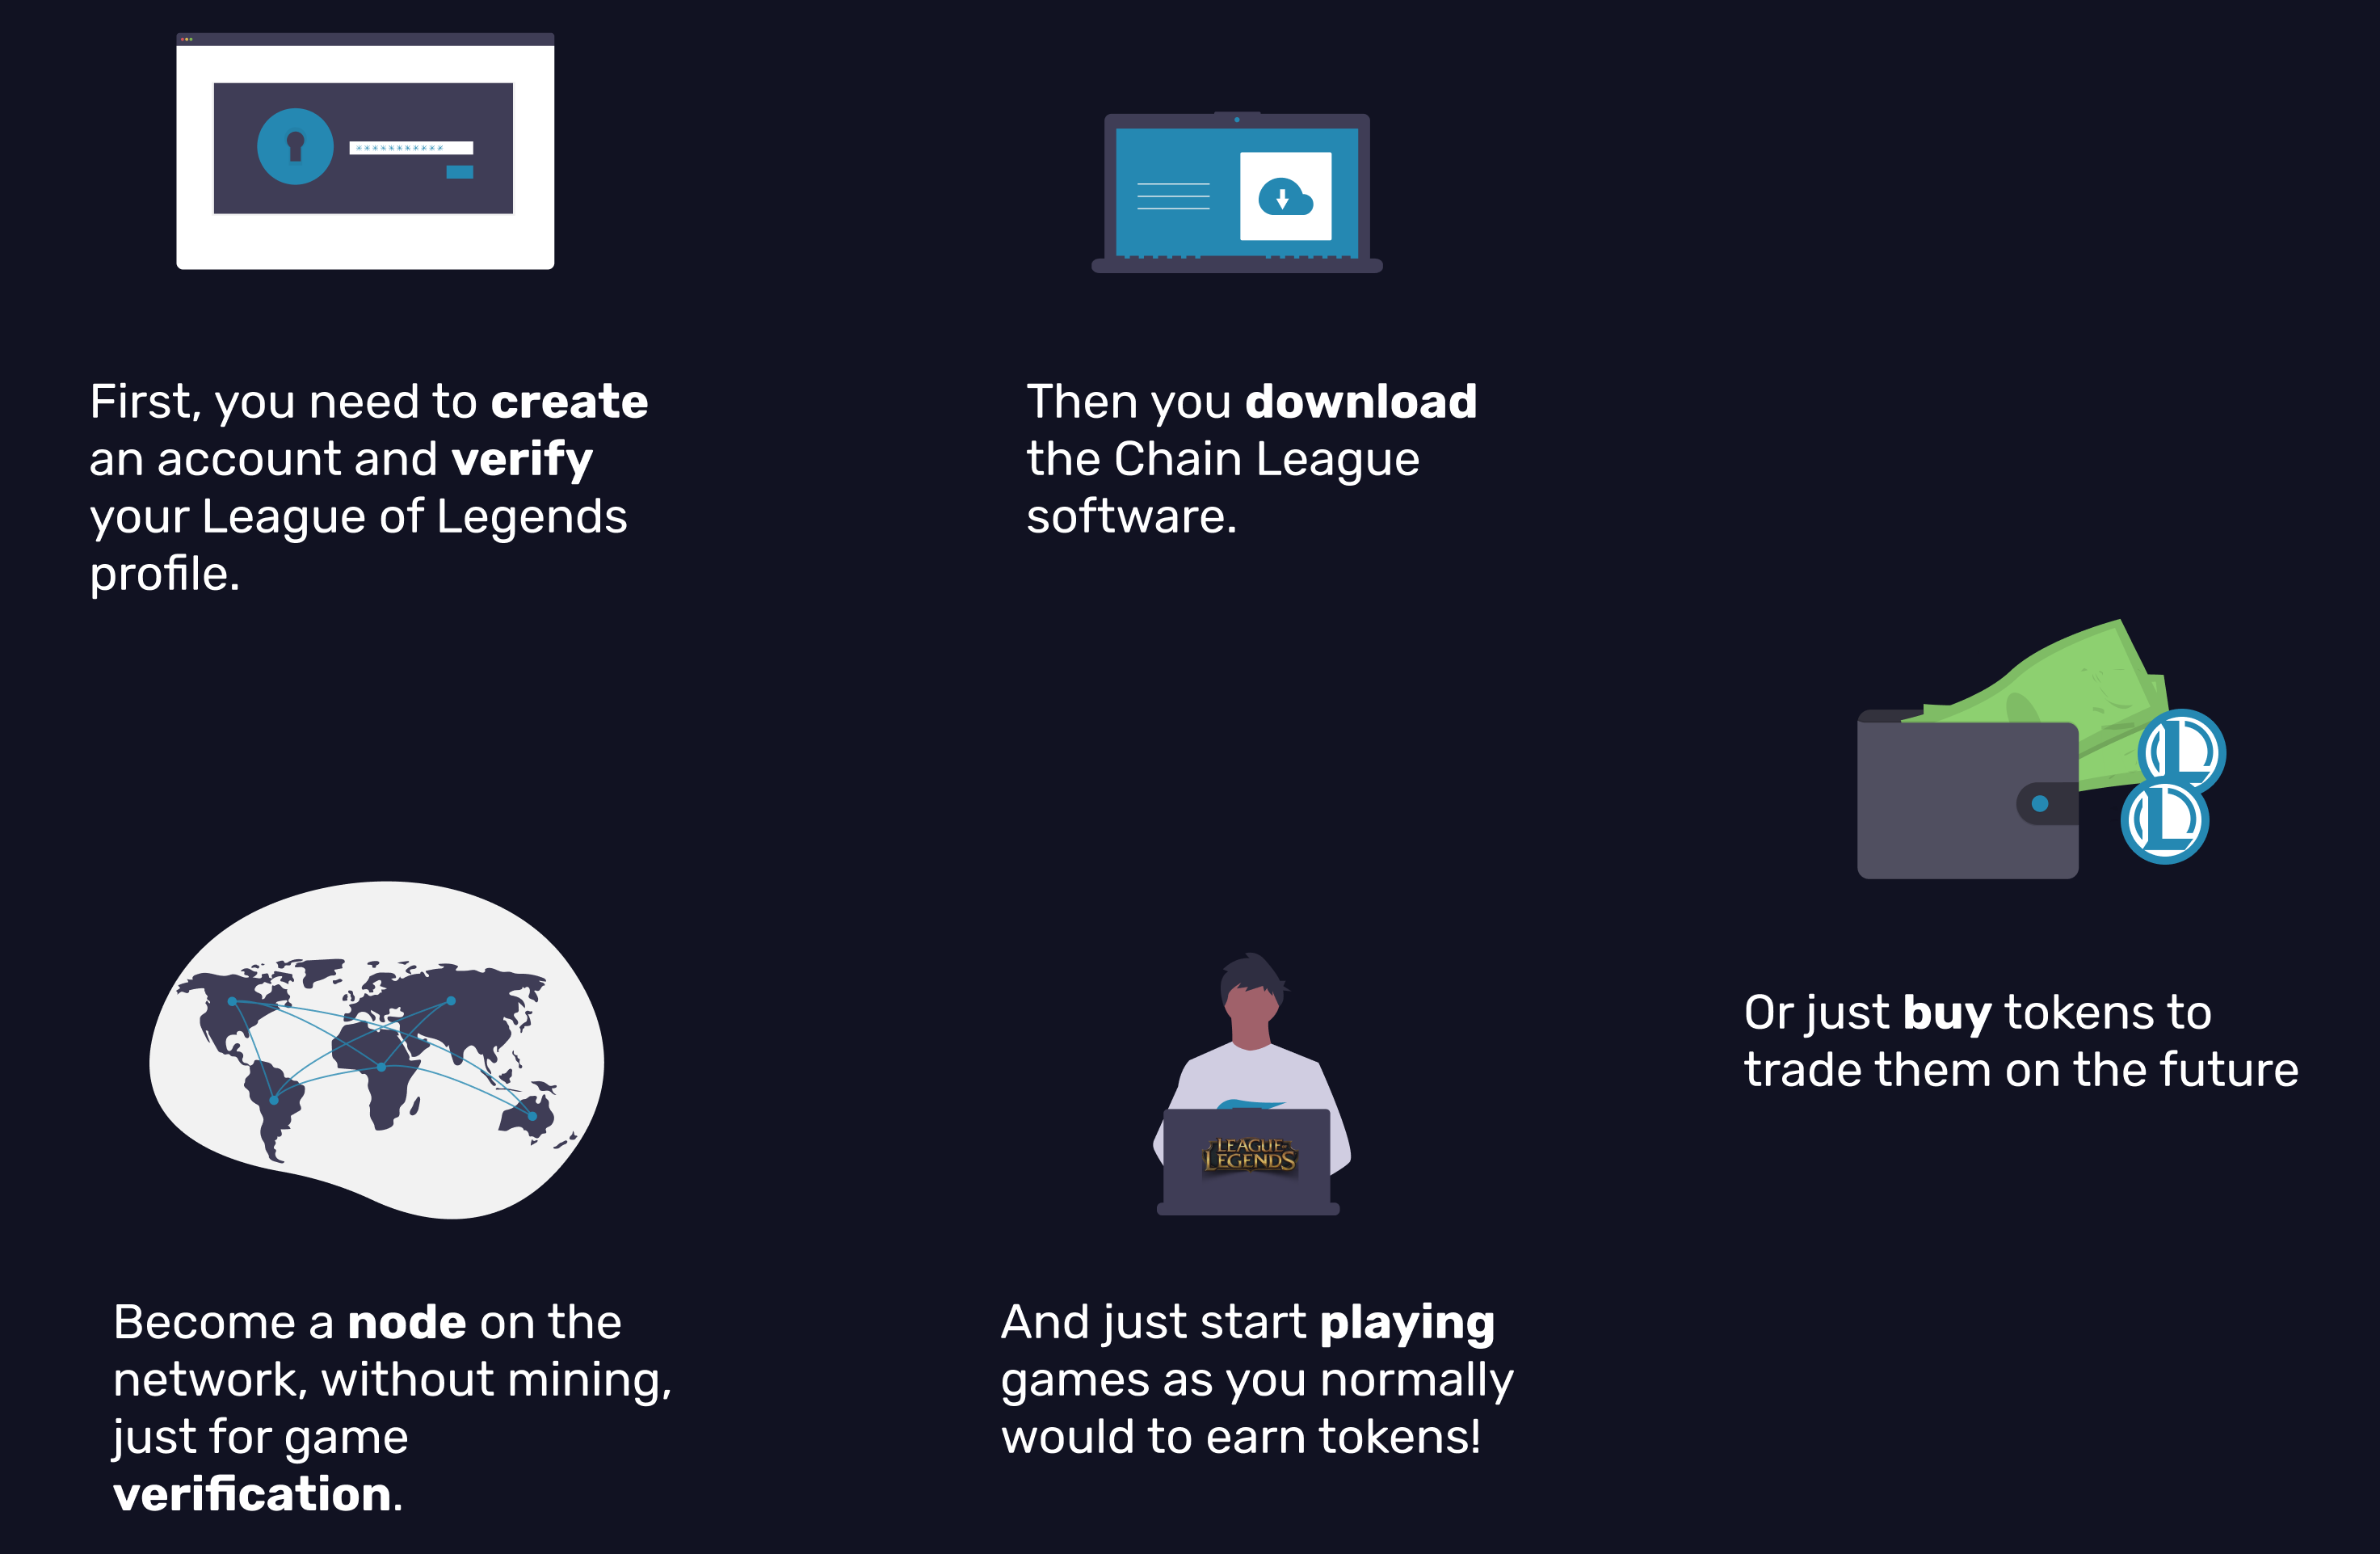 **********
First, you need to create
an account and verify
your League of Legends
profile.
Then you download
the Chain League
software.
Become a node on the
network, without mining,
just for game
verification.
LEAGUE OF
LEGENDS
And just start playing
games as you normally
would to earn tokens!
L
L
Or just buy tokens to
trade them on the future